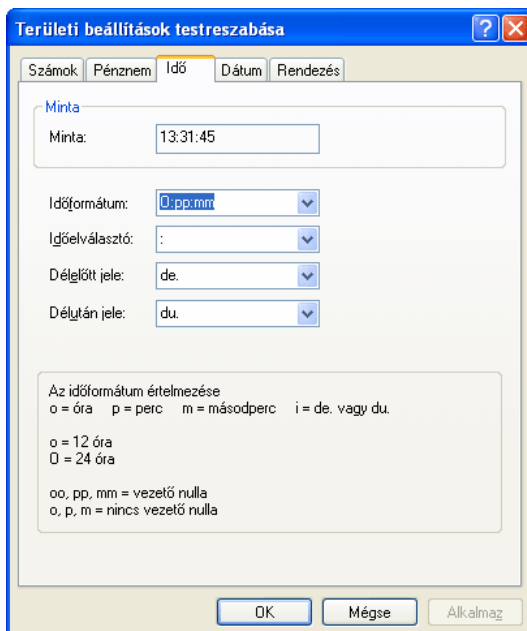 Területi beállítások testreszabása
Számok Pénznem Idő Dátum Rendezés
Minta
Minta: 13:31:45
Időformátum: O:pp:mm
Időelválasztó: :
Délelőtt jele: de.
Délután jele: du.
Az időformátum értelmezése
o = óra p = perc m = másodperc i = de. vagy du.
o = 12 óra
O = 24 óra
oo, pp, mm = vezető nulla
o, p, m = nincs vezető nulla
OK Mégse Alkalmaz